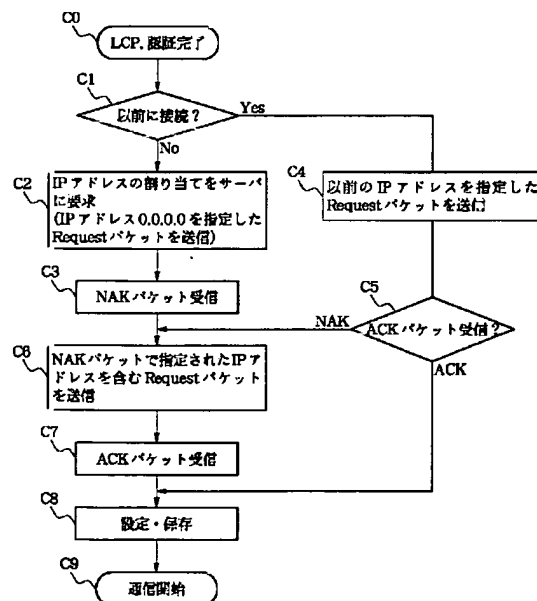 C0
LCP, 認証完了
C1
以前に接続?
Yes
No
C2
IPアドレスの割り当てをサーバ
に要求
(IPアドレス0.0.0.0を指定した
Requestパケットを送信)
C4
以前のIPアドレスを指定した
Requestパケットを送信
C3
NAKパケット受信
C5
ACKパケット受信?
NAK
ACK
C6
NAKパケットで指定されたIPア
ドレスを含むRequestパケット
を送信
C7
ACKパケット受信
C8
設定・保存
C9
通信開始